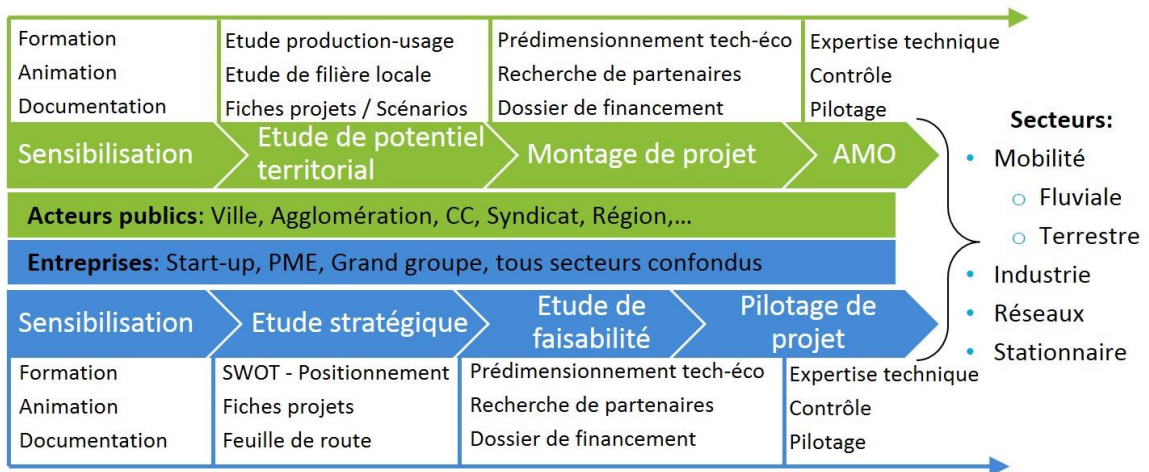 Formation
Animation
Documentation
Etude production-usage
Etude de filière locale
Fiches projets / Scénarios
Prédimensionnement tech-éco
Recherche de partenaires
Dossier de financement
Expertise technique
Contrôle
Pilotage
Sensibilisation
Etude de potentiel
territorial
Montage de projet
AMO
Acteurs publics: Ville, Agglomération, CC, Syndicat, Région,...
Entreprises: Start-up, PME, Grand groupe, tous secteurs confondus
Sensibilisation
Etude stratégique
Etude de
faisabilité
Pilotage de
projet
Formation
Animation
Documentation
SWOT - Positionnement
Fiches projets
Feuille de route
Prédimensionnement tech-éco
Recherche de partenaires
Dossier de financement
Expertise technique
Contrôle
Pilotage
Secteurs:
• Mobilité
o Fluviale
o Terrestre
• Industrie
• Réseaux
• Stationnaire